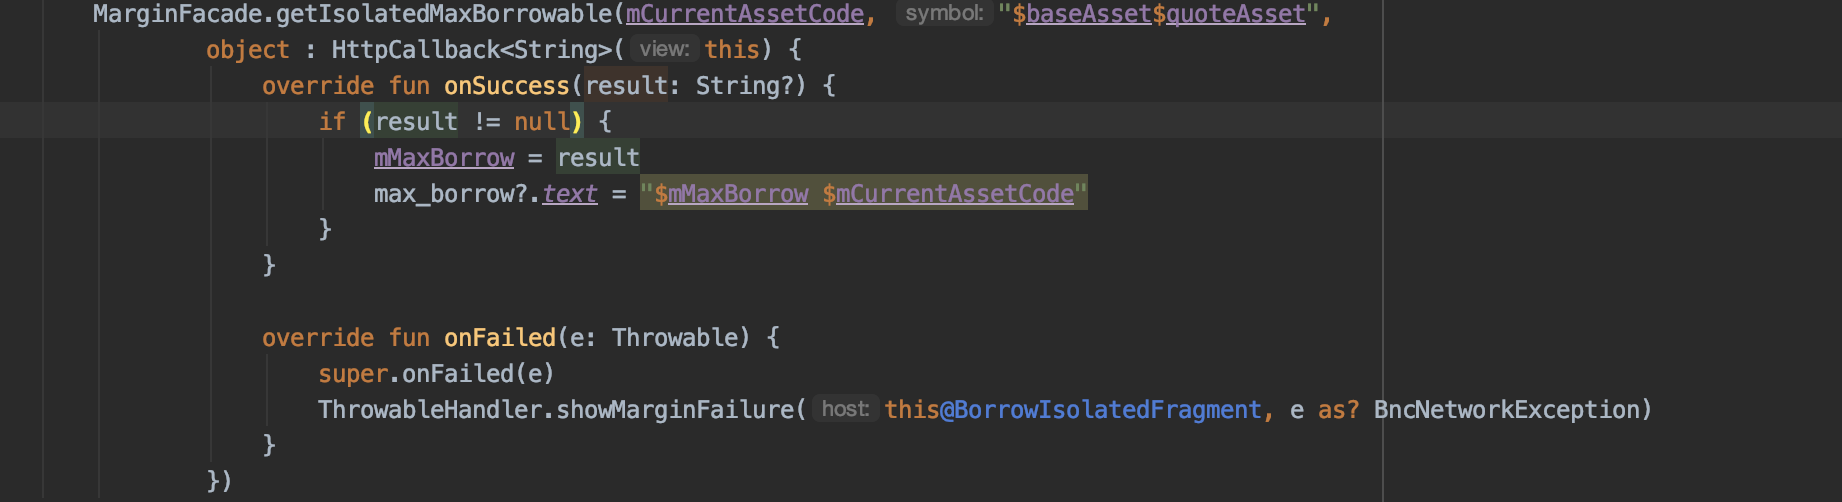 MarginFacade.getIsolatedMaxBorrowable(mCurrentAssetCode, symbol: "$baseAsset$quoteAsset",
object : HttpCallback<String>( view: this) {
override fun onSuccess(result: String?) {
if (result != null) {
mMaxBorrow = result
max_borrow?.text = "$mMaxBorrow $mCurrentAssetCode"
}
}
override fun onFailed(e: Throwable) {
super.onFailed(e)
ThrowableHandler.showMarginFailure( host: this@BorrowIsolatedFragment, e as? BncNetworkException)
}
})